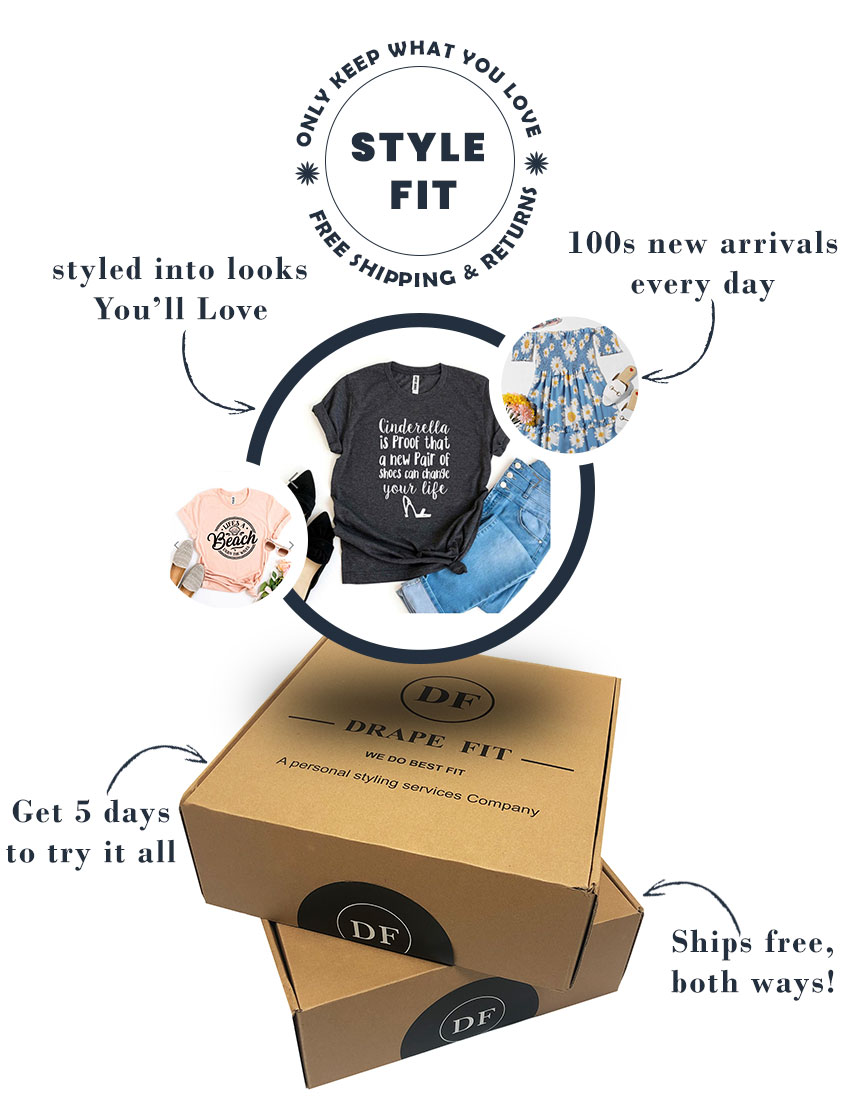 ONLY KEEP WHAT YOU LOVE
STYLE
FIT
FREE SHIPPING & RETURNS
100s new arrivals
every day
styled into looks
You’ll Love
Cinderella
is Proof that
a new Pair of
shoes can change
your life
LIFE'S A
Beach
ENJOY THE WAVES
DF
DRAPE FIT
WE DO BEST FIT
A personal styling services Company
Get 5 days
to try it all
DF
Ships free,
both ways!
DF